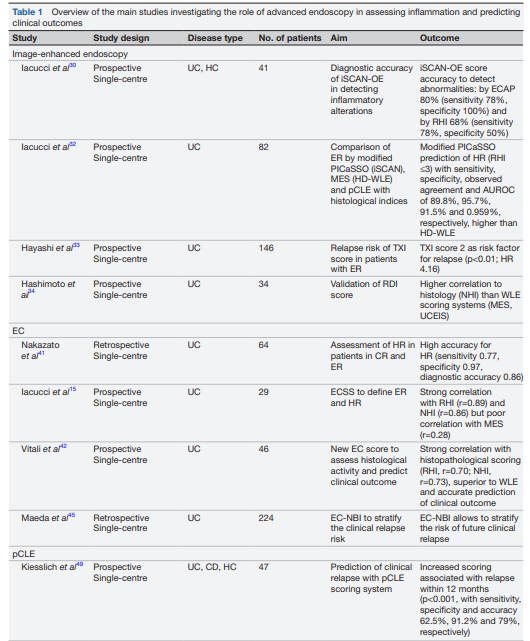 Table 1 Overview of the main studies investigating the role of advanced endoscopy in assessing inflammation and predicting
clinical outcomes
Study Study design Disease type No. of patients Aim Outcome
Image-enhanced endoscopy
Iacucci et al30 Prospective Single-centre UC, HC 41 Diagnostic accuracy of iSCAN-OE in detecting inflammatory alterations iSCAN-OE score accuracy to detect abnormalities: by ECAP 80% (sensitivity 78%, specificity 100%) and by RHI 68% (sensitivity 78%, specificity 50%)
Iacucci et al32 Prospective Single-centre UC 82 Comparison of ER by modified PICaSSO (iSCAN), MES (HD-WLE) and pCLE with histological indices Modified PICaSSO prediction of HR (RHI ≤3) with sensitivity, specificity, observed agreement and AUROC of 89.8%, 95.7%, 91.5% and 0.959%, respectively, higher than HD-WLE
Hayashi et al33 Prospective Single-centre UC 146 Relapse risk of TXI score in patients with ER TXI score 2 as risk factor for relapse (p<0.01; HR 4.16)
Hashimoto et al34 Prospective Single-centre UC 34 Validation of RDI score Higher correlation to histology (NHI) than WLE scoring systems (MES, UCEIS)
EC
Nakazato et al41 Retrospective Single-centre UC 64 Assessment of HR in patients in CR and ER High accuracy for HR (sensitivity 0.77, specificity 0.97, diagnostic accuracy 0.86)
Iacucci et al15 Prospective Single-centre UC 29 ECSS to define ER and HR Strong correlation with RHI (r=0.89) and NHI (r=0.86) but poor correlation with MES (r=0.28)
Vitali et al42 Prospective Single-centre UC 46 New EC score to assess histological activity and predict clinical outcome Strong correlation with histopathological scoring (RHI, r=0.70; NHI, r=0.73), superior to WLE and accurate prediction of clinical outcome
Maeda et al45 Retrospective Single-centre UC 224 EC-NBI to stratify the clinical relapse risk EC-NBI allows to stratify the risk of future clinical relapse
pCLE
Kiesslich et al49 Prospective Single-centre UC, CD, HC 47 Prediction of clinical relapse with pCLE scoring system Increased scoring associated with relapse within 12 months (p<0.001, with sensitivity, specificity and accuracy 62.5%, 91.2% and 79%, respectively)